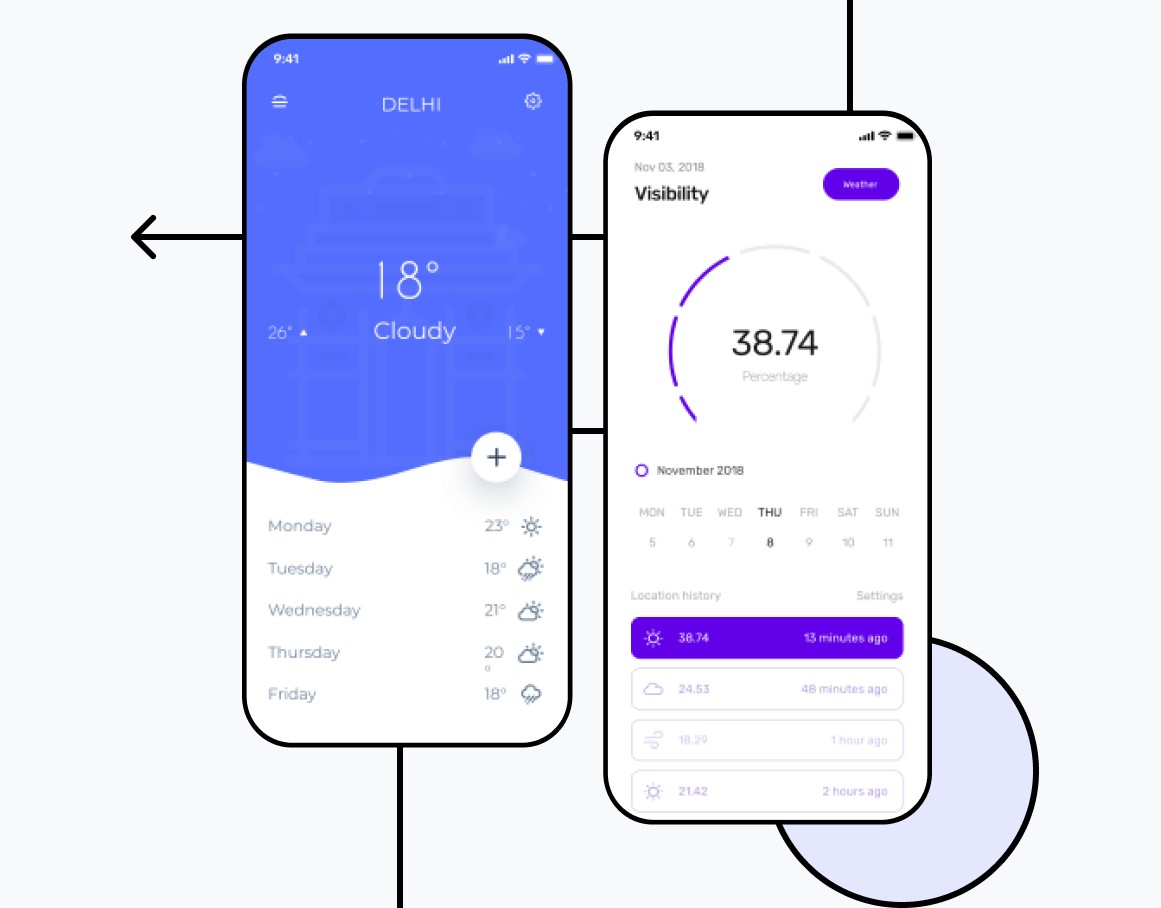 9:41
DELHI
18°
26°
Cloudy
15°
Monday 23°
Tuesday 18°
Wednesday 21°
Thursday 20
°
Friday 18°
9:41
Nov 03, 2018
Visibility
Weather
38.74
Percentage
November 2018
MON TUE WED THU FRI SAT SUN
5 6 7 8 9 10 11
Location history Settings
38.74 13 minutes ago
24.53 48 minutes ago
18.29 1 hour ago
21.42 2 hours ago